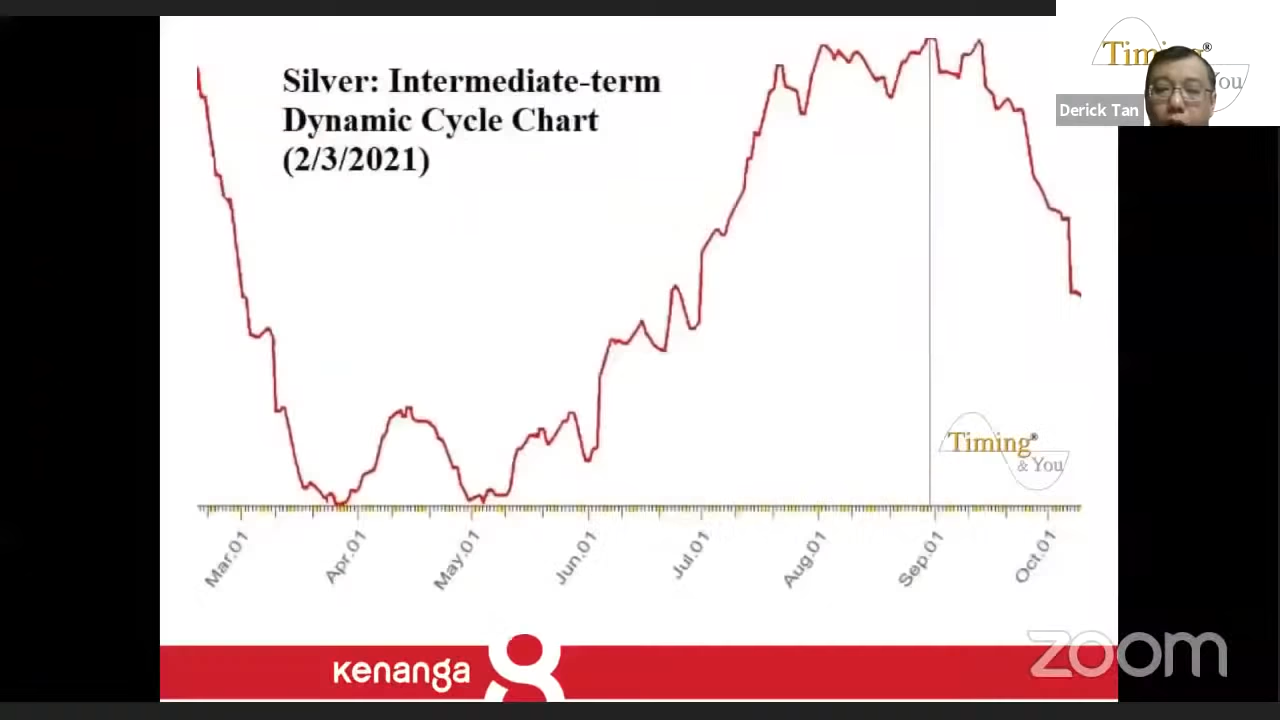 Silver: Intermediate-term
Dynamic Cycle Chart
(2/3/2021)
Timing®
You
Derick Tan
Timing®
& You
Mar.01
Apr.01
May.01
Jun.01
Jul.01
Aug.01
Sep.01
Oct.01
kenanga
zoom